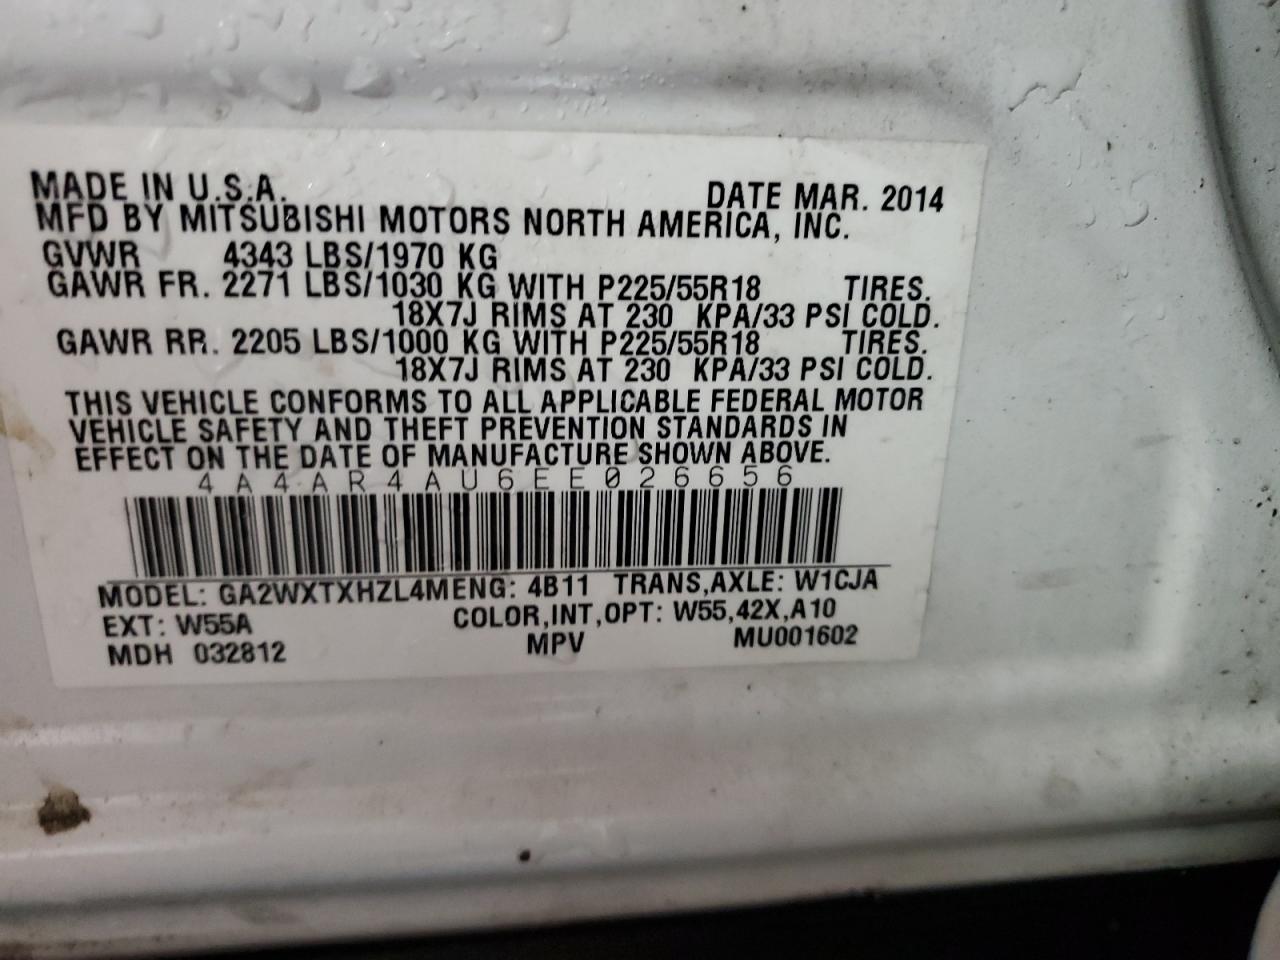 MADE IN U.S.A. DATE MAR. 2014
MFD BY MITSUBISHI MOTORS NORTH AMERICA, INC.
GVWR 4343 LBS/1970 KG
GAWR FR. 2271 LBS/1030 KG WITH P225/55R18 TIRES.
18X7J RIMS AT 230 KPA/33 PSI COLD.
GAWR RR. 2205 LBS/1000 KG WITH P225/55R18 TIRES.
18X7J RIMS AT 230 KPA/33 PSI COLD.
THIS VEHICLE CONFORMS TO ALL APPLICABLE FEDERAL MOTOR
VEHICLE SAFETY AND THEFT PREVENTION STANDARDS IN
EFFECT ON THE DATE OF MANUFACTURE SHOWN ABOVE.
4A4AR4AU6EE026656
MODEL: GA2WXTXHZL4MENG: 4B11 TRANS,AXLE: W1CJA
EXT: W55A COLOR,INT,OPT: W55,42X,A10
MDH 032812 MPV MU001602